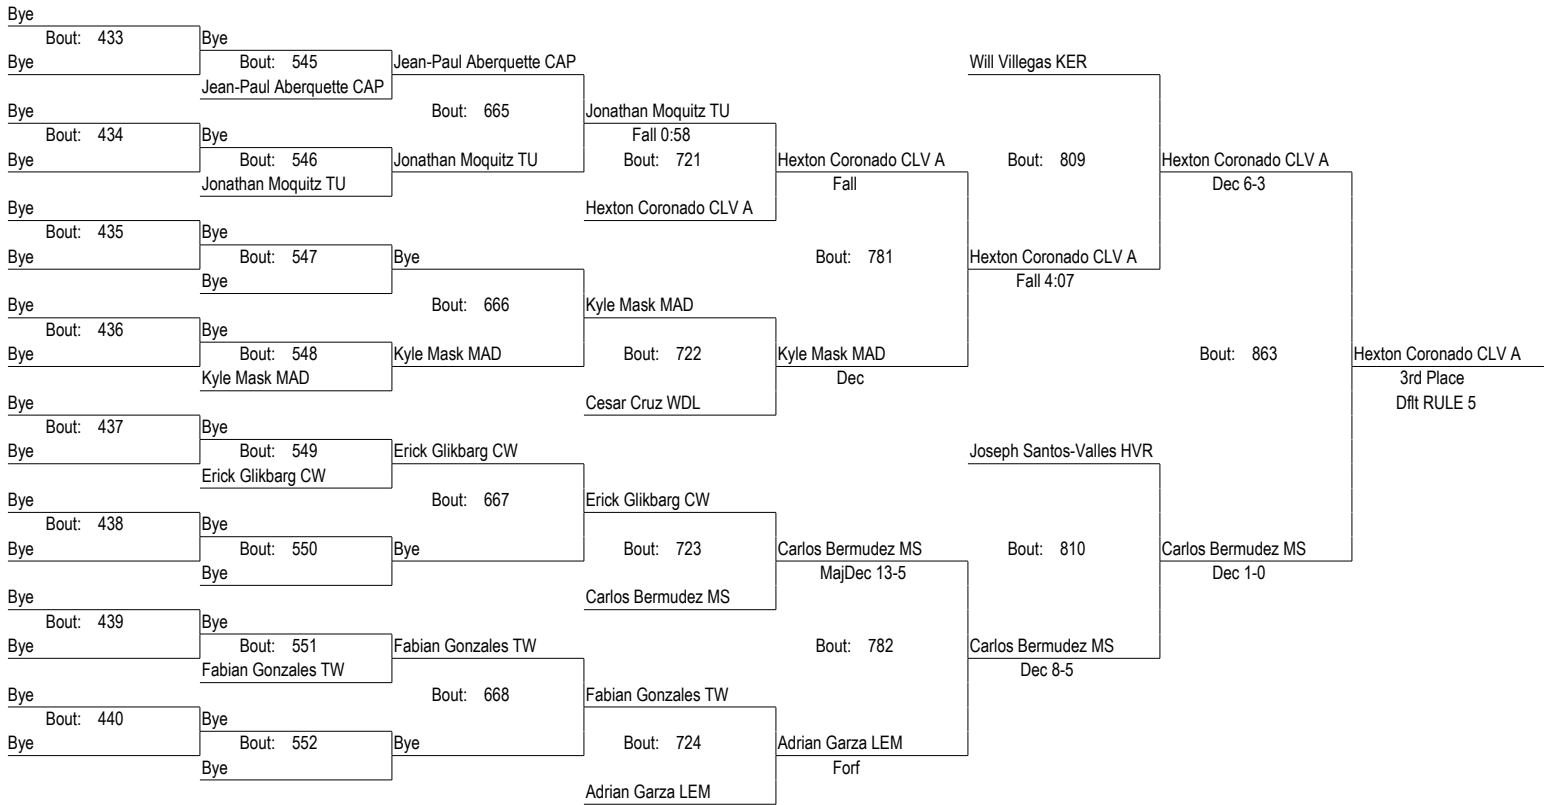 Bye
Bout: 433 Bye
Bye Bout: 545 Jean-Paul Aberquette CAP Will Villegas KER
Jean-Paul Aberquette CAP
Bye Bout: 665 Jonathan Moquitz TU
Bout: 434 Bye Fall 0:58
Bye Bout: 546 Jonathan Moquitz TU Bout: 721 Hexton Coronado CLV A Bout: 809 Hexton Coronado CLV A
Jonathan Moquitz TU Fall Dec 6-3
Bye Hexton Coronado CLV A
Bout: 435 Bye
Bye Bout: 547 Bye Bout: 781 Hexton Coronado CLV A
Bye Fall 4:07
Bye Bout: 666 Kyle Mask MAD
Bout: 436 Bye
Bye Bout: 548 Kyle Mask MAD Bout: 722 Kyle Mask MAD Bout: 863 Hexton Coronado CLV A
Kyle Mask MAD Dec 3rd Place
Bye Cesar Cruz WDL Dflt RULE 5
Bout: 437 Bye
Bye Bout: 549 Erick Glikbarg CW Joseph Santos-Valles HVR
Erick Glikbarg CW
Bye Bout: 667 Erick Glikbarg CW
Bout: 438 Bye
Bye Bout: 550 Bye Bout: 723 Carlos Bermudez MS Bout: 810 Carlos Bermudez MS
Bye MajDec 13-5 Dec 1-0
Bye Carlos Bermudez MS
Bout: 439 Bye
Bye Bout: 551 Fabian Gonzales TW Bout: 782 Carlos Bermudez MS
Fabian Gonzales TW Dec 8-5
Bye Bout: 668 Fabian Gonzales TW
Bout: 440 Bye
Bye Bout: 552 Bye Bout: 724 Adrian Garza LEM
Bye Forf
Adrian Garza LEM